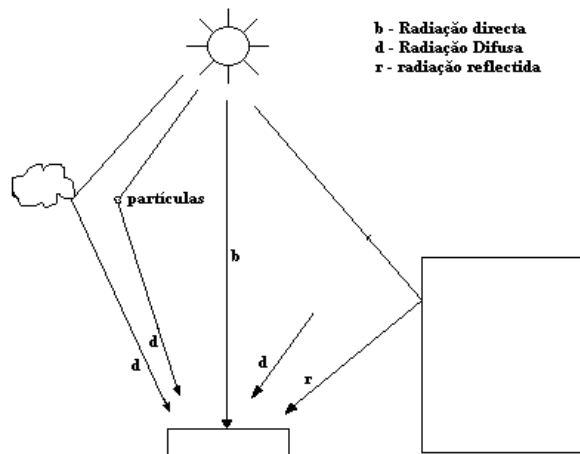 b - Radiação directa
d - Radiação Difusa
r - radiação reflectida
partículas
b
d
d
d
r